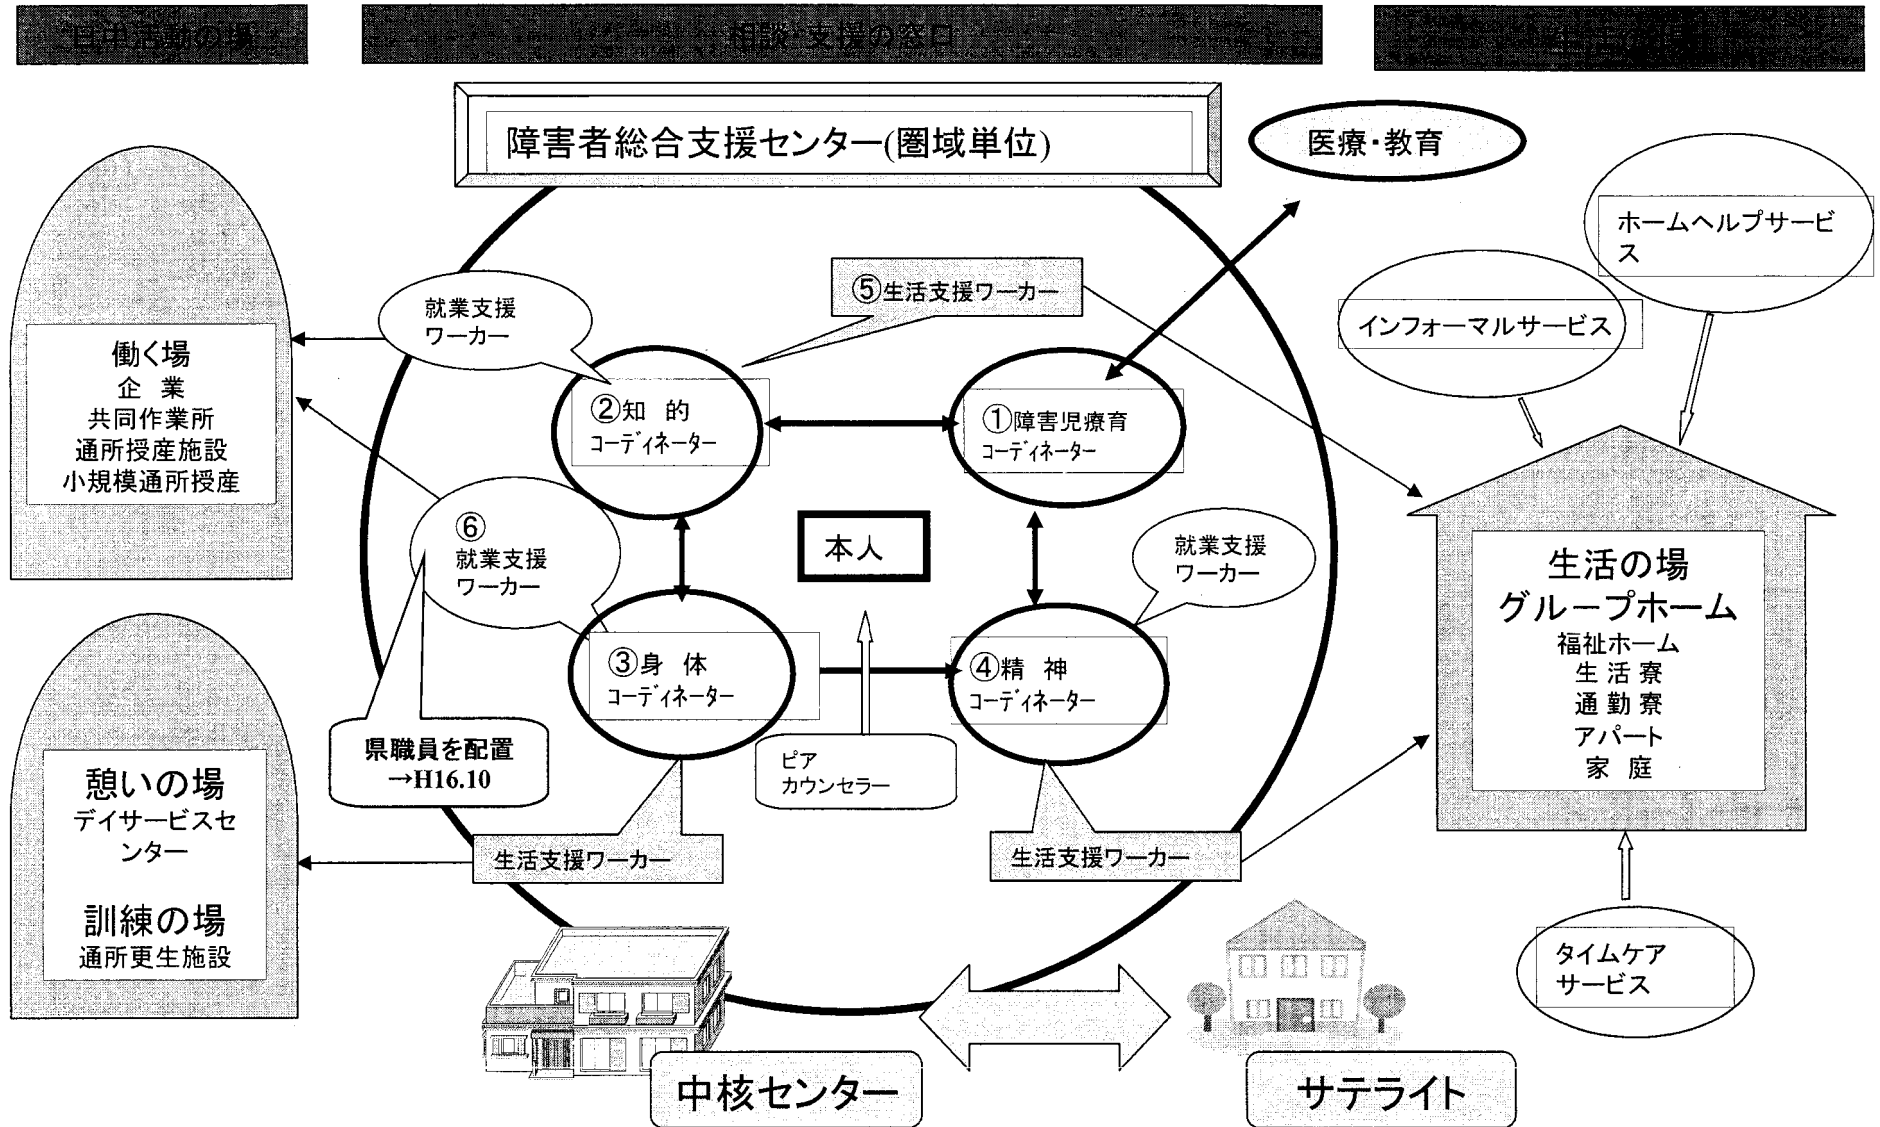 日中活動の場
相談・支援の窓口
障害者総合支援センター(圏域単位)
医療・教育
ホームヘルプサービ
ス
インフォーマルサービス
就業支援
ワーカー
⑤生活支援ワーカー
働く場
企 業
共同作業所
通所授産施設
小規模通所授産
②知 的
コーディネーター
①障害児療育
コーディネーター
⑥
就業支援
ワーカー
本人
就業支援
ワーカー
生活の場
グループホーム
福祉ホーム
生 活 寮
通 勤 寮
アパート
家 庭
③身 体
コーディネーター
④精 神
コーディネーター
県職員を配置
→H16.10
ピア
カウンセラー
憩いの場
デイサービスセ
ンター
訓練の場
通所更生施設
生活支援ワーカー
生活支援ワーカー
タイムケア
サービス
中核センター
サテライト